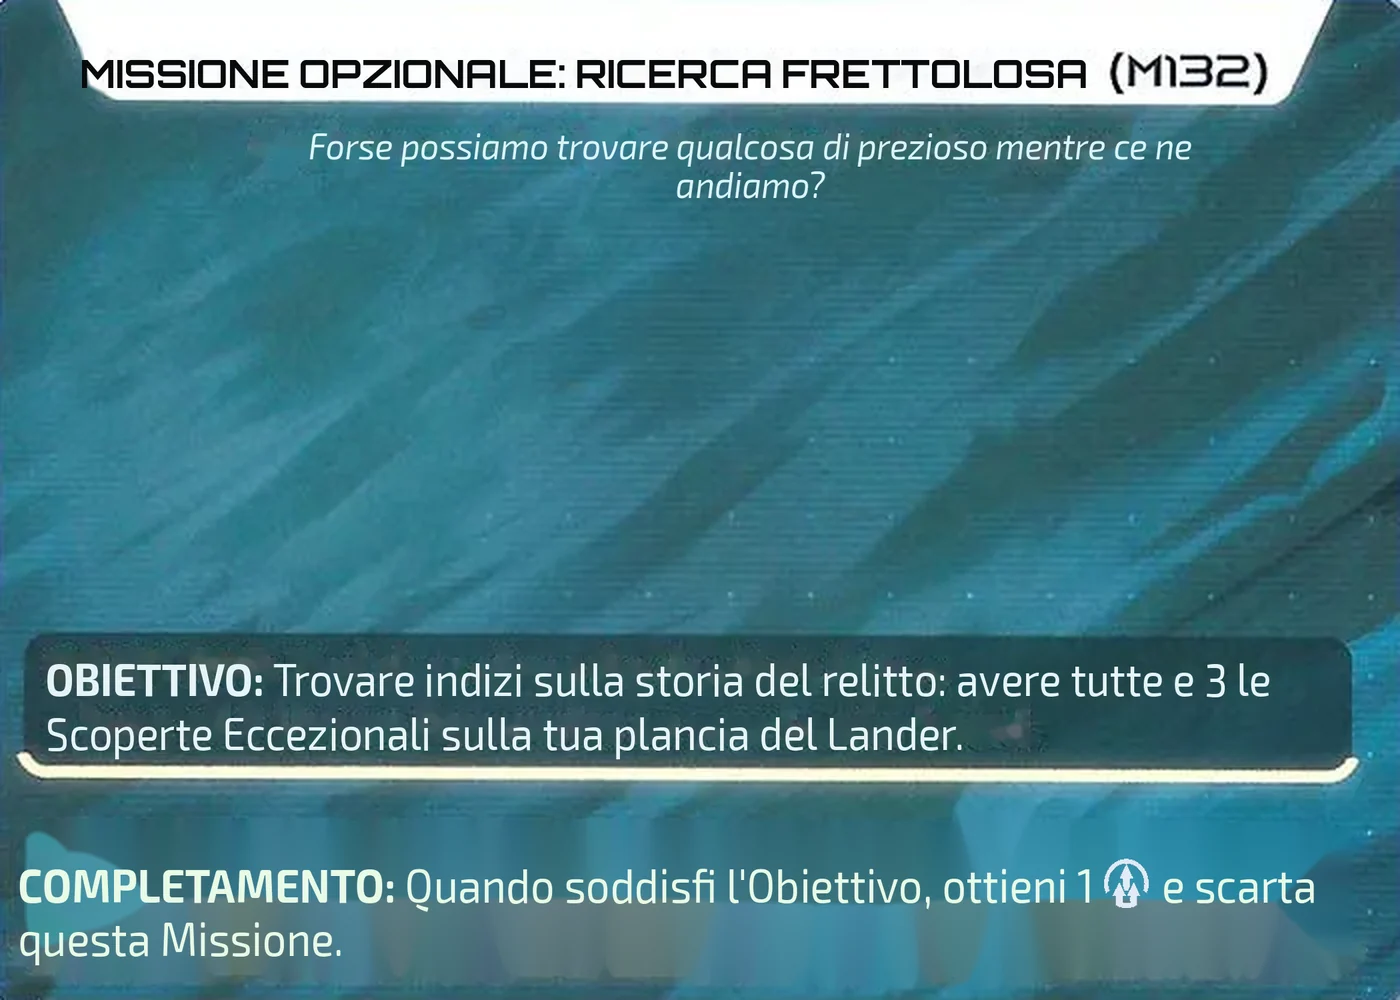 MISSIONE OPZIONALE: RICERCA FRETTOLOSA (M132)
Forse possiamo trovare qualcosa di prezioso mentre ce ne
andiamo?
OBIETTIVO: Trovare indizi sulla storia del relitto: avere tutte e 3 le
Scoperte Eccezionali sulla tua plancia del Lander.
COMPLETAMENTO: Quando soddisfi l'Obiettivo, ottieni 1 e scarta
questa Missione.